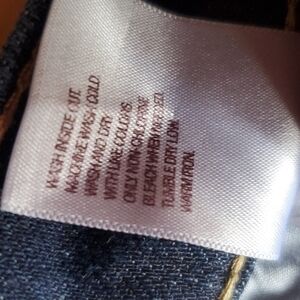 WASH INSIDE OUT.
MACHINE WASH COLD
WASH AND DRY
WITH LIKE COLORS.
ONLY NON-CHLORINE
BLEACH WHEN NEEDED.
TUMBLE DRY LOW.
WARM IRON.